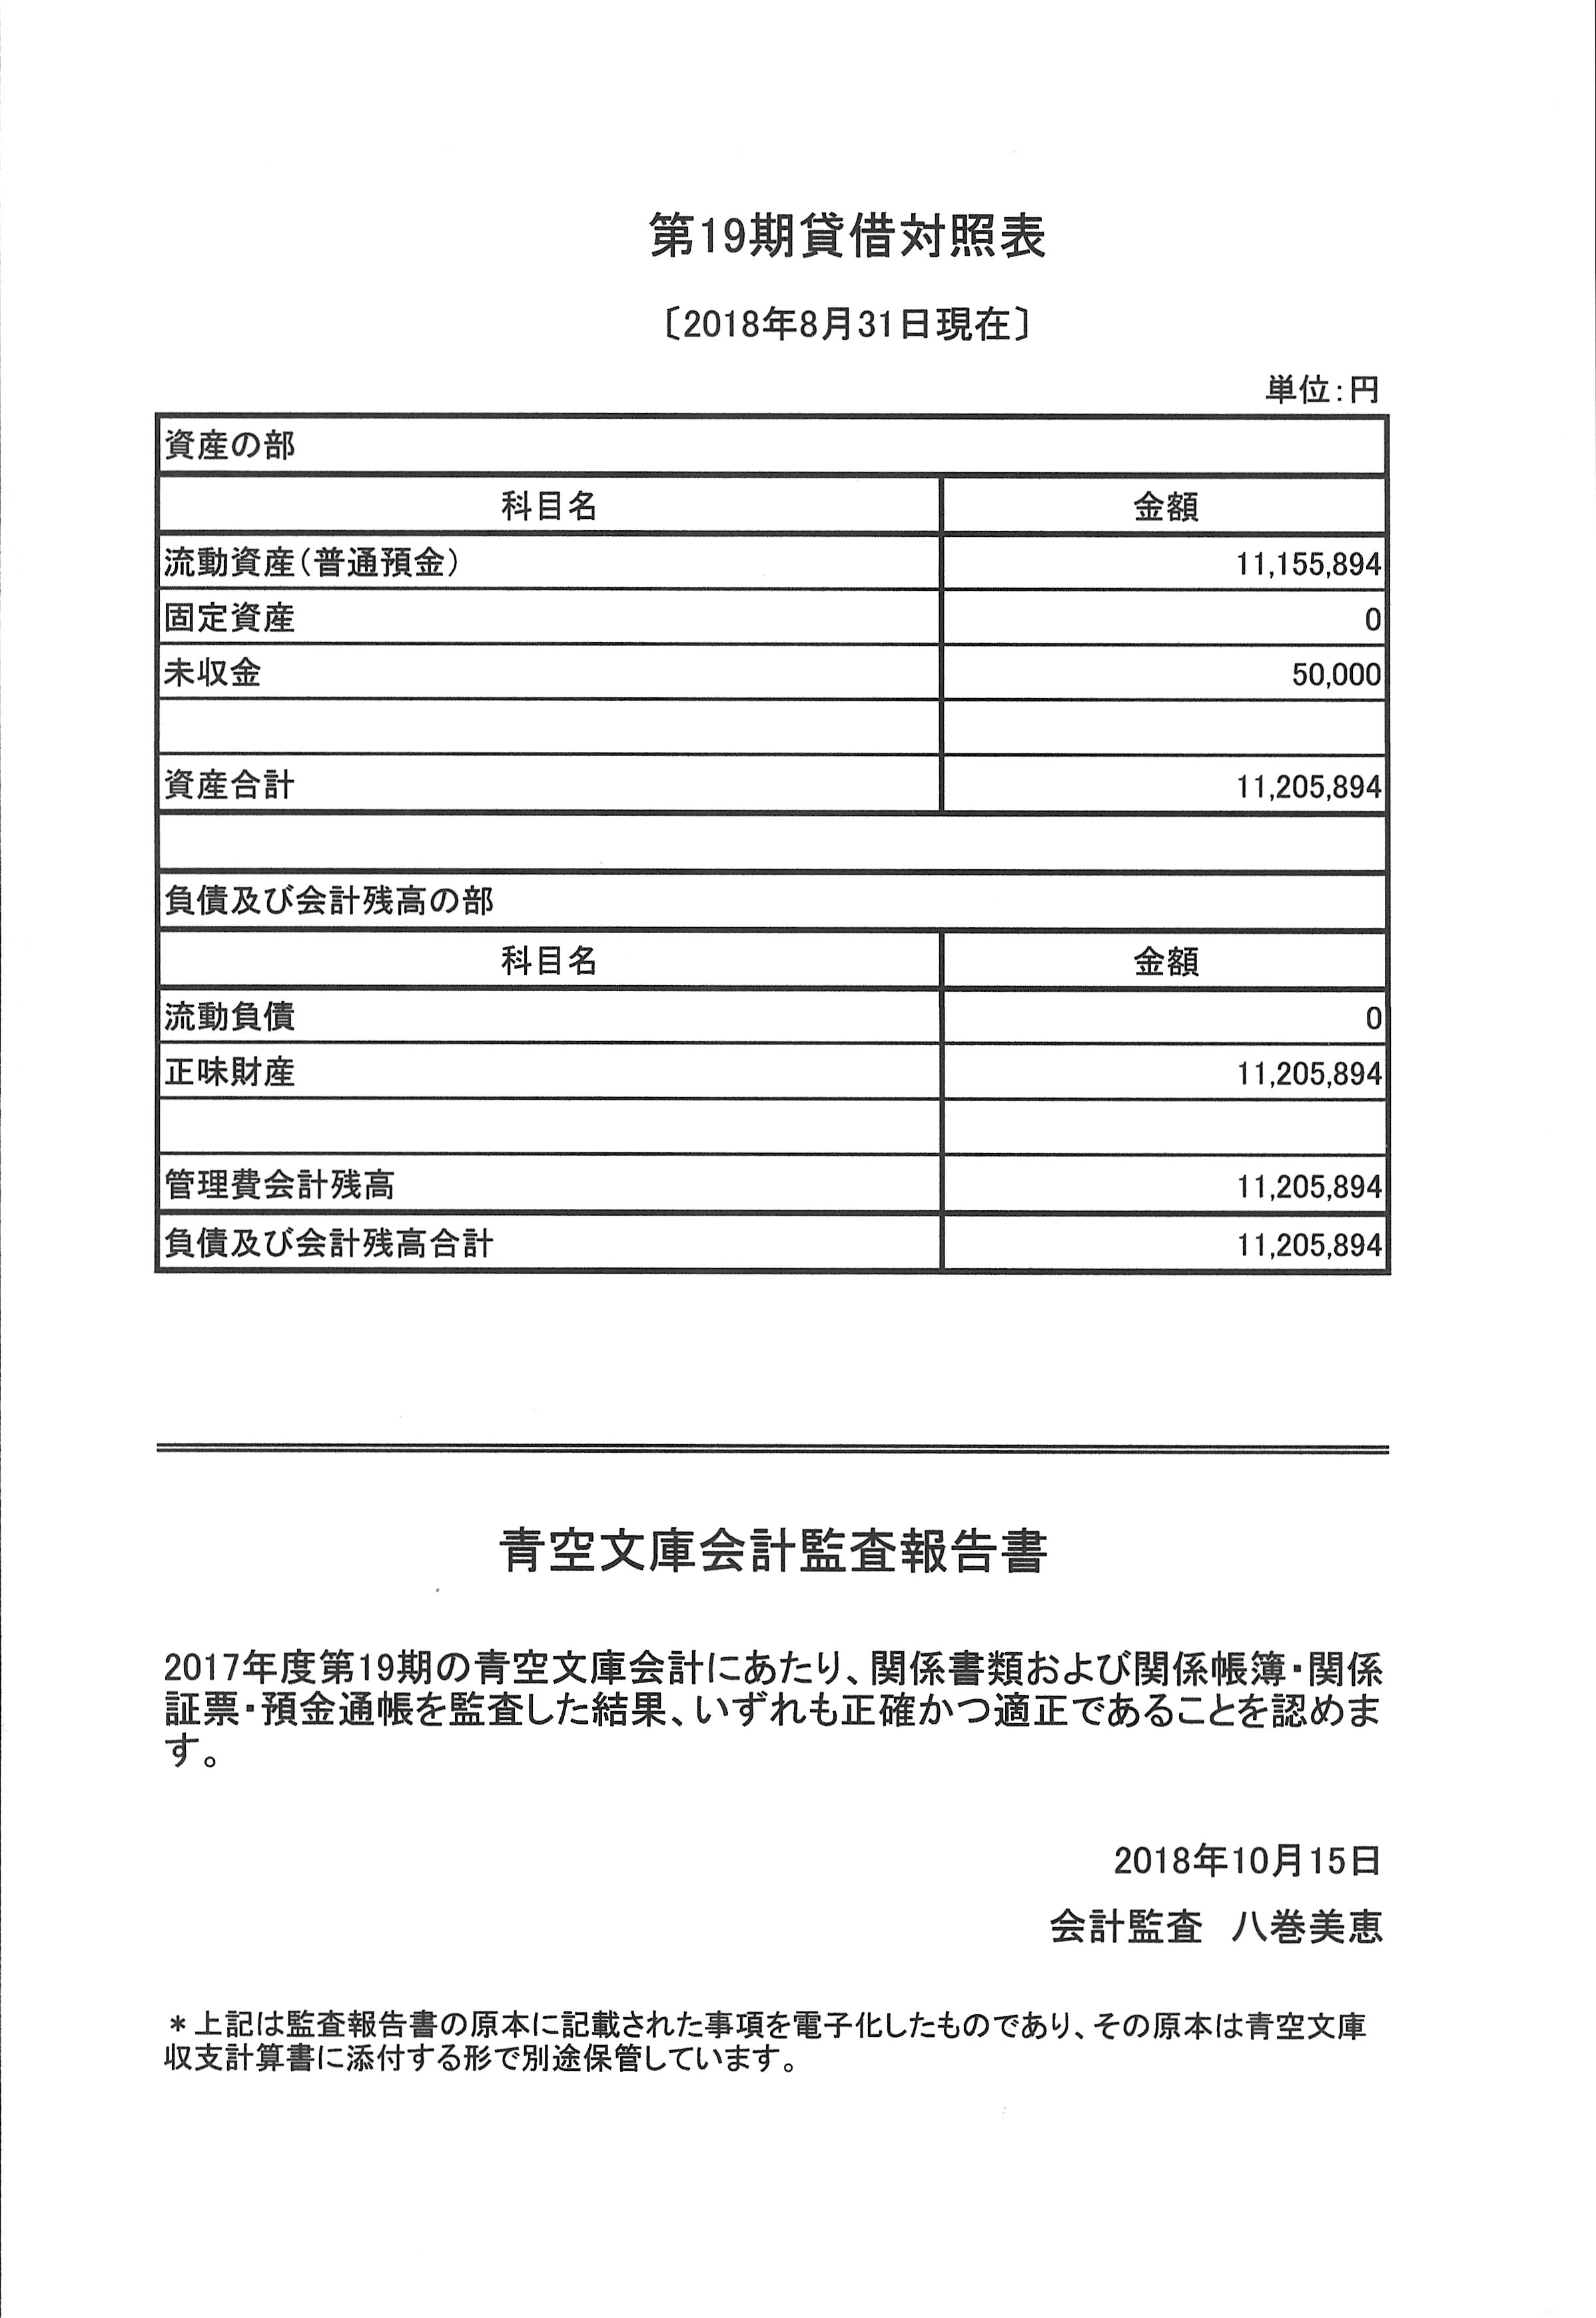 第19期貸借対照表
〔2018年8月31日現在〕
単位:円
資産の部
科目名 金額
流動資産(普通預金) 11,155,894
固定資産 0
未収金 50,000
資産合計 11,205,894
負債及び会計残高の部
科目名 金額
流動負債 0
正味財産 11,205,894
管理費会計残高 11,205,894
負債及び会計残高合計 11,205,894
青空文庫会計監査報告書
2017年度第19期の青空文庫会計にあたり、関係書類および関係帳簿・関係
証票・預金通帳を監査した結果、いずれも正確かつ適正であることを認めま
す。
2018年10月15日
会計監査 八巻美恵
*上記は監査報告書の原本に記載された事項を電子化したものであり、その原本は青空文庫
収支計算書に添付する形で別途保管しています。